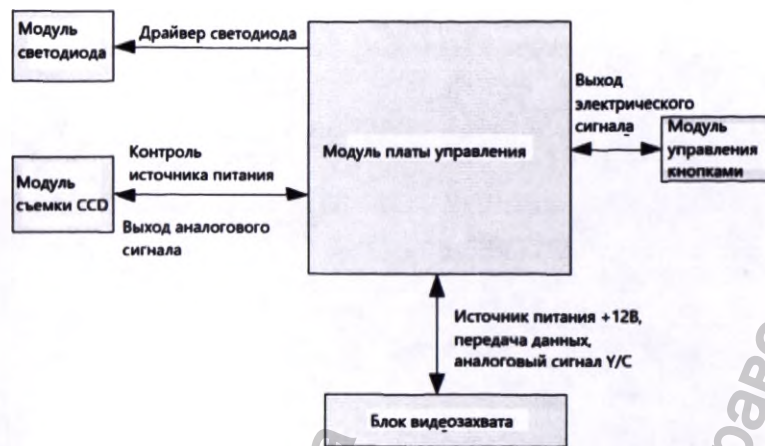 Модуль
светодиода
Драйвер светодиода
Модуль платы управления
Выход
электрического
сигнала
Модуль
управления
кнопками
Модуль
съемки CCD
Контроль
источника питания
Выход аналогового
сигнала
Источник питания +12В,
передача данных,
аналоговый сигнал Y/C
Блок видеозахвата